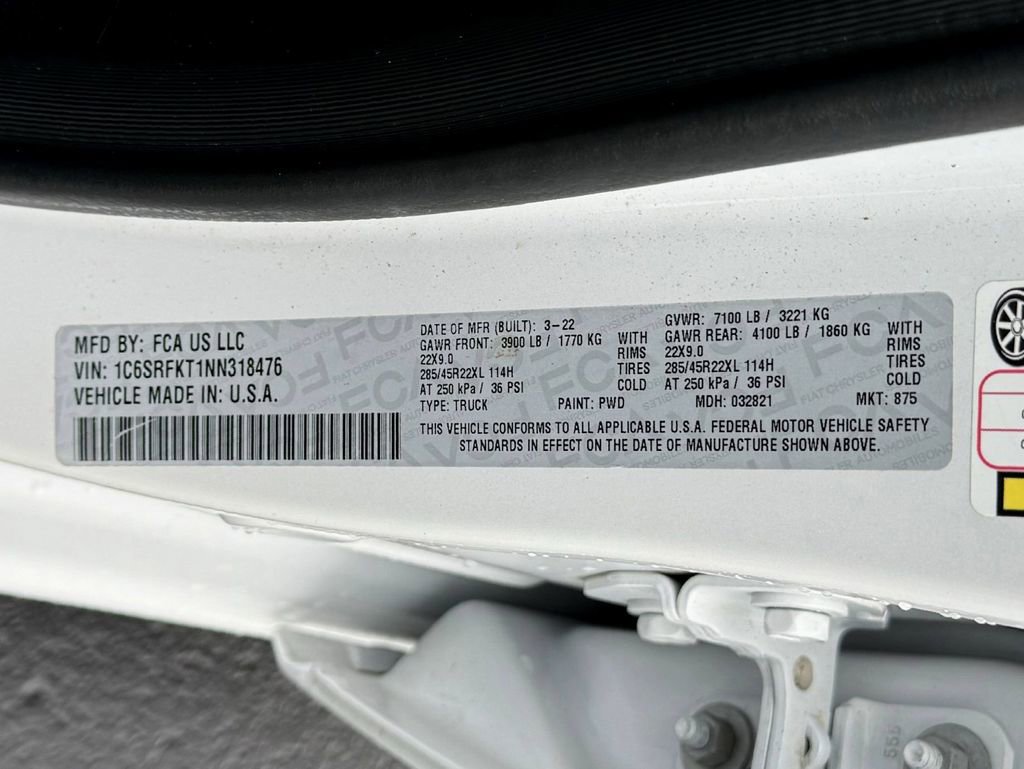 MFD BY: FCA US LLC
VIN: 1C6SRFKT1NN318476
VEHICLE MADE IN: U.S.A.
DATE OF MFR (BUILT): 3-22
GAWR FRONT: 3900 LB / 1770 KG WITH
22X9.0 RIMS
285/45R22XL 114H TIRES
AT 250 kPa / 36 PSI COLD
GVWR: 7100 LB / 3221 KG
GAWR REAR: 4100 LB / 1860 KG WITH
22X9.0 RIMS
285/45R22XL 114H TIRES
AT 250 kPa / 36 PSI COLD
TYPE: TRUCK PAINT: PWD MDH: 032821 MKT: 875
THIS VEHICLE CONFORMS TO ALL APPLICABLE U.S.A. FEDERAL MOTOR VEHICLE SAFETY
STANDARDS IN EFFECT ON THE DATE OF MANUFACTURE SHOWN ABOVE.